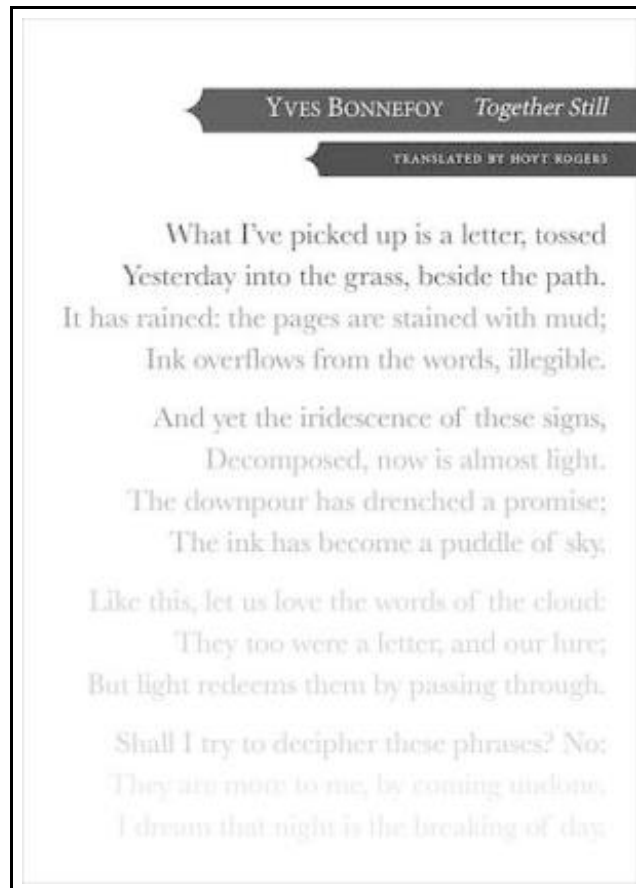 YVES BONNEFOY Together Still
TRANSLATED BY HOYT ROGERS
What I've picked up is a letter, tossed
Yesterday into the grass, beside the path.
It has rained: the pages are stained with mud;
Ink overflows from the words, illegible.
And yet the iridescence of these signs,
Decomposed, now is almost light.
The downpour has drenched a promise;
The ink has become a puddle of sky.
Like this, let us love the words of the cloud:
They too were a letter, and our lure;
But light redeems them by passing through.
Shall I try to decipher these phrases? No:
They are more to me, by coming undone.
I dream that night is the breaking of day.